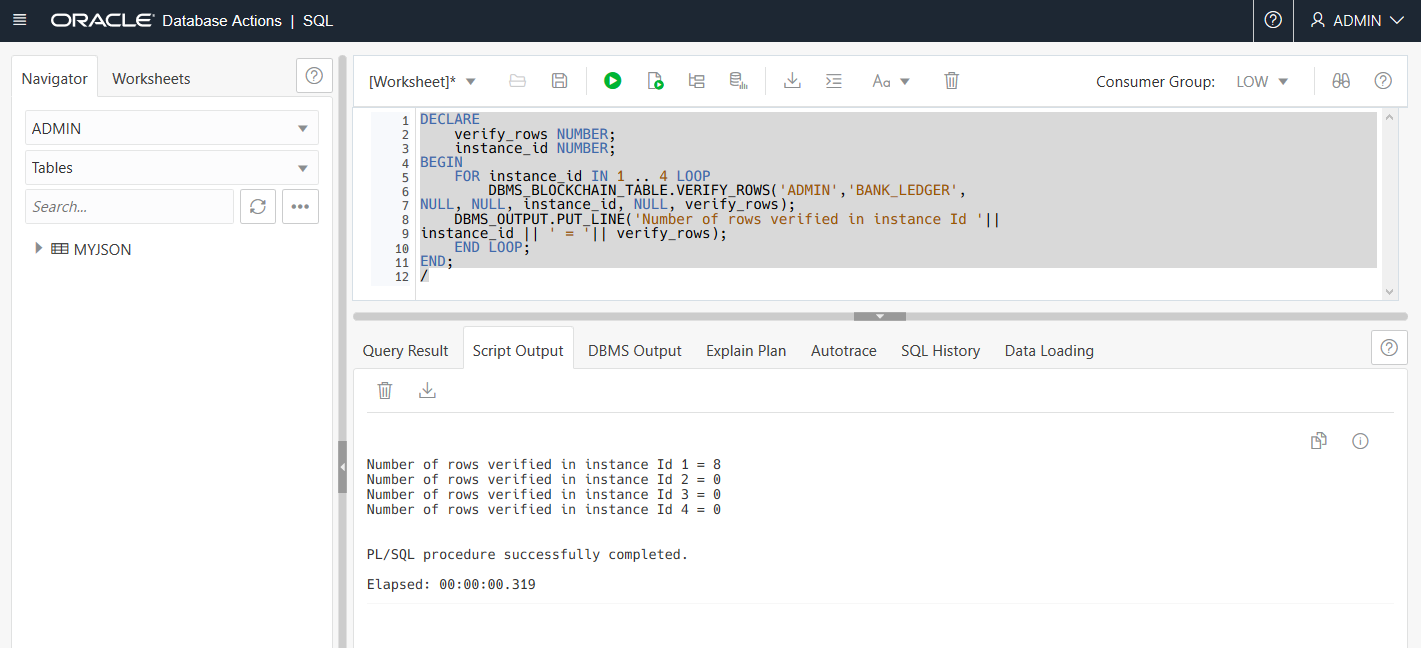 ORACLE Database Actions | SQL
ADMIN
Navigator Worksheets
ADMIN
Tables
Search...
MYJSON
[Worksheet]* Aa Consumer Group: LOW
1 DECLARE
2     verify_rows NUMBER;
3     instance_id NUMBER;
4 BEGIN
5     FOR instance_id IN 1 .. 4 LOOP
6         DBMS_BLOCKCHAIN_TABLE.VERIFY_ROWS('ADMIN','BANK_LEDGER',
7 NULL, NULL, instance_id, NULL, verify_rows);
8     DBMS_OUTPUT.PUT_LINE('Number of rows verified in instance Id '||
9 instance_id || ' = '|| verify_rows);
10     END LOOP;
11 END;
12 /
Query Result Script Output DBMS Output Explain Plan Autotrace SQL History Data Loading
Number of rows verified in instance Id 1 = 8
Number of rows verified in instance Id 2 = 0
Number of rows verified in instance Id 3 = 0
Number of rows verified in instance Id 4 = 0
PL/SQL procedure successfully completed.
Elapsed: 00:00:00.319